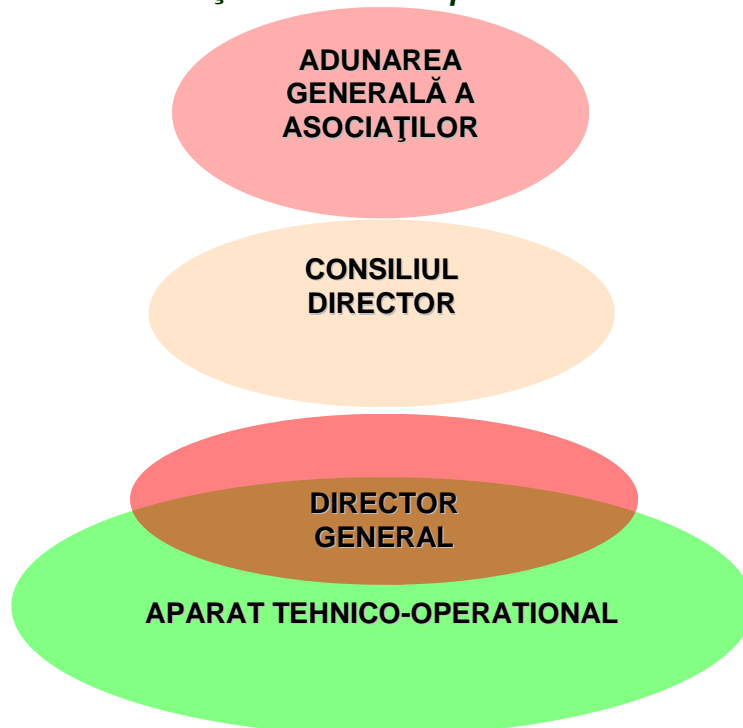 ADUNAREA
GENERALĂ A
ASOCIAŢILOR
CONSILIUL
DIRECTOR
DIRECTOR
GENERAL
APARAT TEHNICO-OPERATIONAL